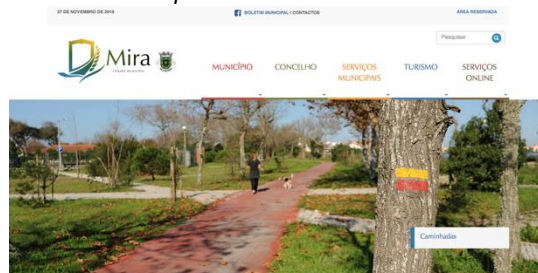 27 DE NOVEMBRO DE 2019
BOLETIM MUNICIPAL | CONTACTOS
ÁREA RESERVADA
Pesquisar
Mira
MUNICÍPIO
CONCELHO
SERVIÇOS
MUNICIPAIS
TURISMO
SERVIÇOS
ONLINE
Caminhadas